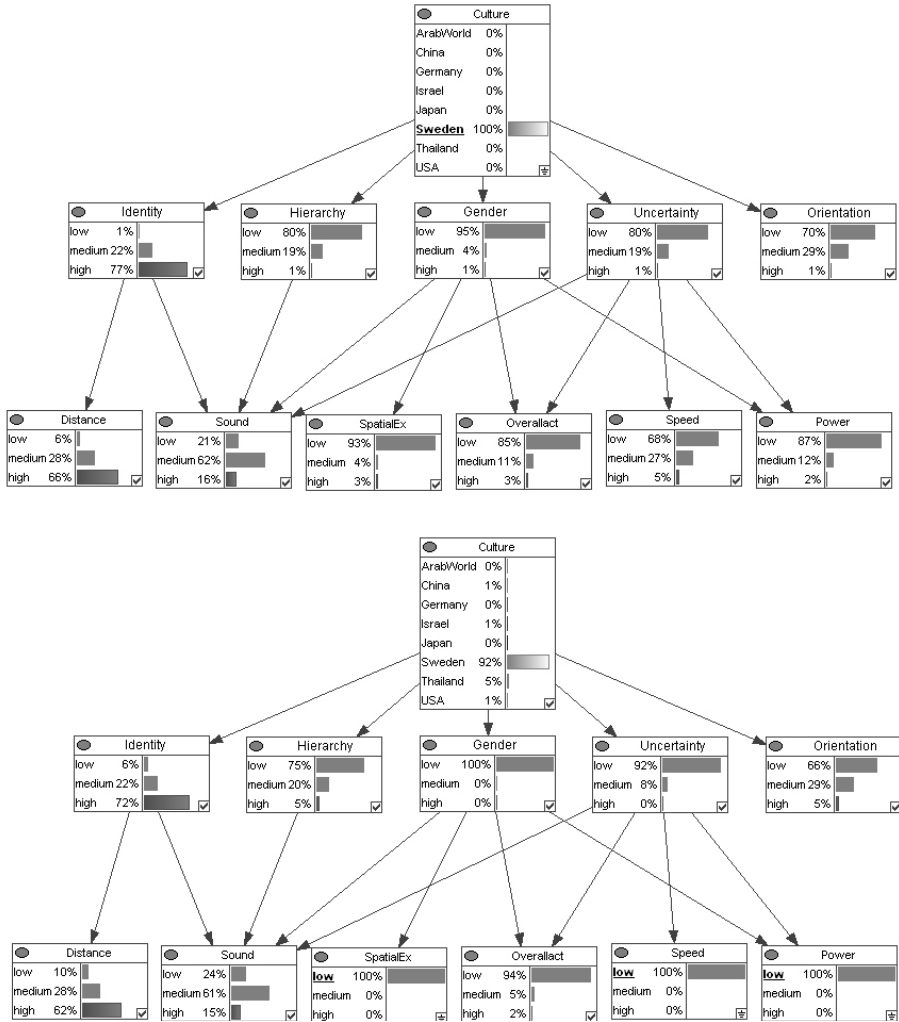 Culture
ArabWorld 0%
China 0%
Germany 0%
Israel 0%
Japan 0%
Sweden 100%
Thailand 0%
USA 0%
Identity
low 1%
medium 22%
high 77%
Hierarchy
low 80%
medium 19%
high 1%
Gender
low 95%
medium 4%
high 1%
Uncertainty
low 80%
medium 19%
high 1%
Orientation
low 70%
medium 29%
high 1%
Distance
low 6%
medium 28%
high 66%
Sound
low 21%
medium 62%
high 16%
SpatialEx
low 93%
medium 4%
high 3%
Overallact
low 85%
medium 11%
high 3%
Speed
low 68%
medium 27%
high 5%
Power
low 87%
medium 12%
high 2%
Culture
ArabWorld 0%
China 1%
Germany 0%
Israel 1%
Japan 0%
Sweden 92%
Thailand 5%
USA 1%
Identity
low 6%
medium 22%
high 72%
Hierarchy
low 75%
medium 20%
high 5%
Gender
low 100%
medium 0%
high 0%
Uncertainty
low 92%
medium 8%
high 0%
Orientation
low 66%
medium 29%
high 5%
Distance
low 10%
medium 28%
high 62%
Sound
low 24%
medium 61%
high 15%
SpatialEx
low 100%
medium 0%
high 0%
Overallact
low 94%
medium 5%
high 2%
Speed
low 100%
medium 0%
high 0%
Power
low 100%
medium 0%
high 0%